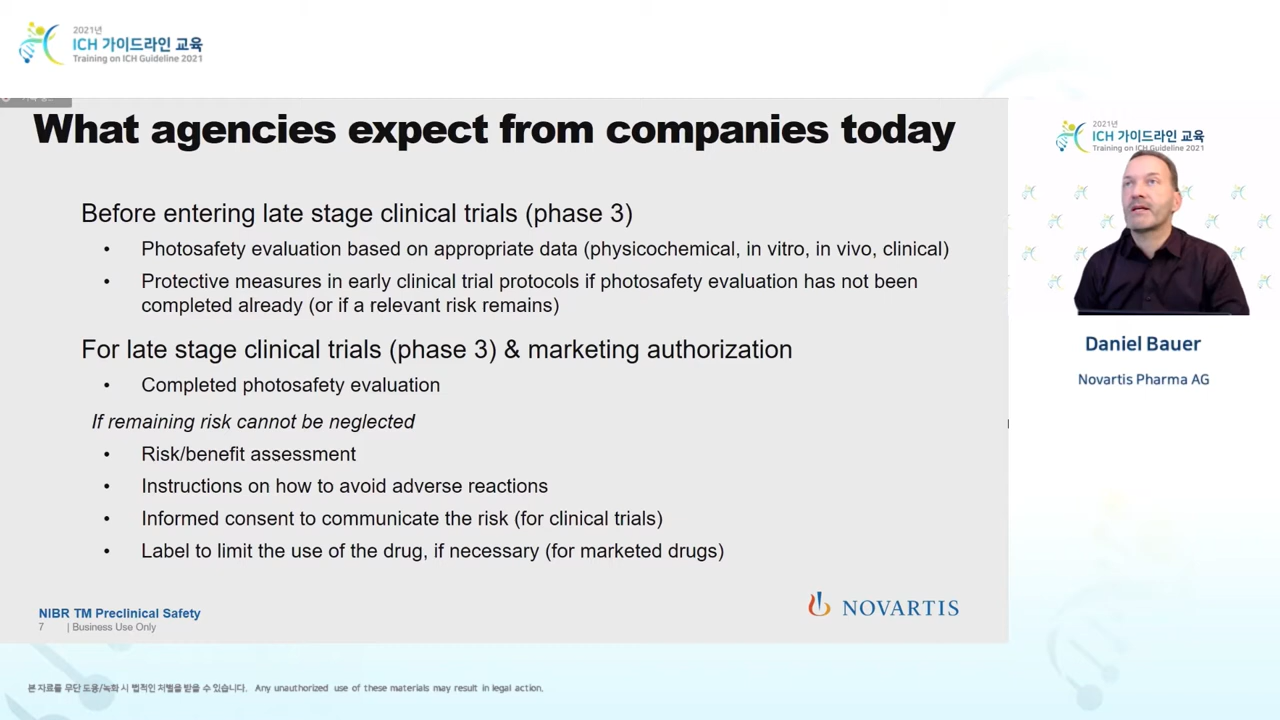 2021년
ICH 가이드라인 교육
Training on ICH Guideline 2021
What agencies expect from companies today
Before entering late stage clinical trials (phase 3)
• Photosafety evaluation based on appropriate data (physicochemical, in vitro, in vivo, clinical)
• Protective measures in early clinical trial protocols if photosafety evaluation has not been
completed already (or if a relevant risk remains)
For late stage clinical trials (phase 3) & marketing authorization
• Completed photosafety evaluation
If remaining risk cannot be neglected
• Risk/benefit assessment
• Instructions on how to avoid adverse reactions
• Informed consent to communicate the risk (for clinical trials)
• Label to limit the use of the drug, if necessary (for marketed drugs)
NIBR TM Preclinical Safety
7 | Business Use Only
NOVARTIS
2021년
ICH 가이드라인 교육
Training on ICH Guideline 2021
Daniel Bauer
Novartis Pharma AG
본 자료를 무단 도용/녹화 시 법적인 처벌을 받을 수 있습니다. Any unauthorized use of these materials may result in legal action.